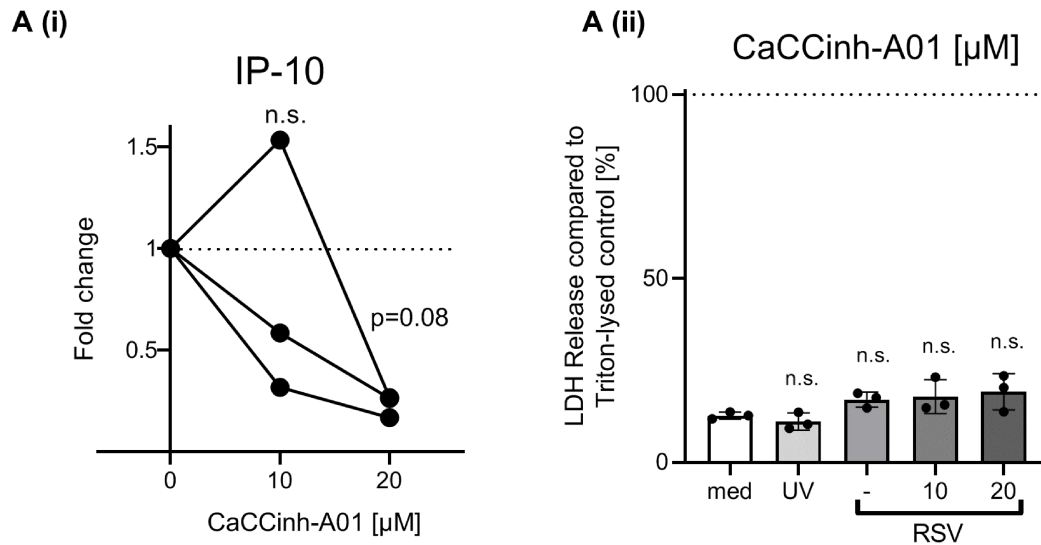 A (i)
IP-10
n.s.
1.5
1
0.5
p=0.08
Fold change
0 10 20
CaCCinh-A01 [µM]
A (ii)
CaCCinh-A01 [µM]
LDH Release compared to
Triton-lysed control [%]
100
50
0
n.s. n.s. n.s. n.s.
med UV - 10 20
RSV